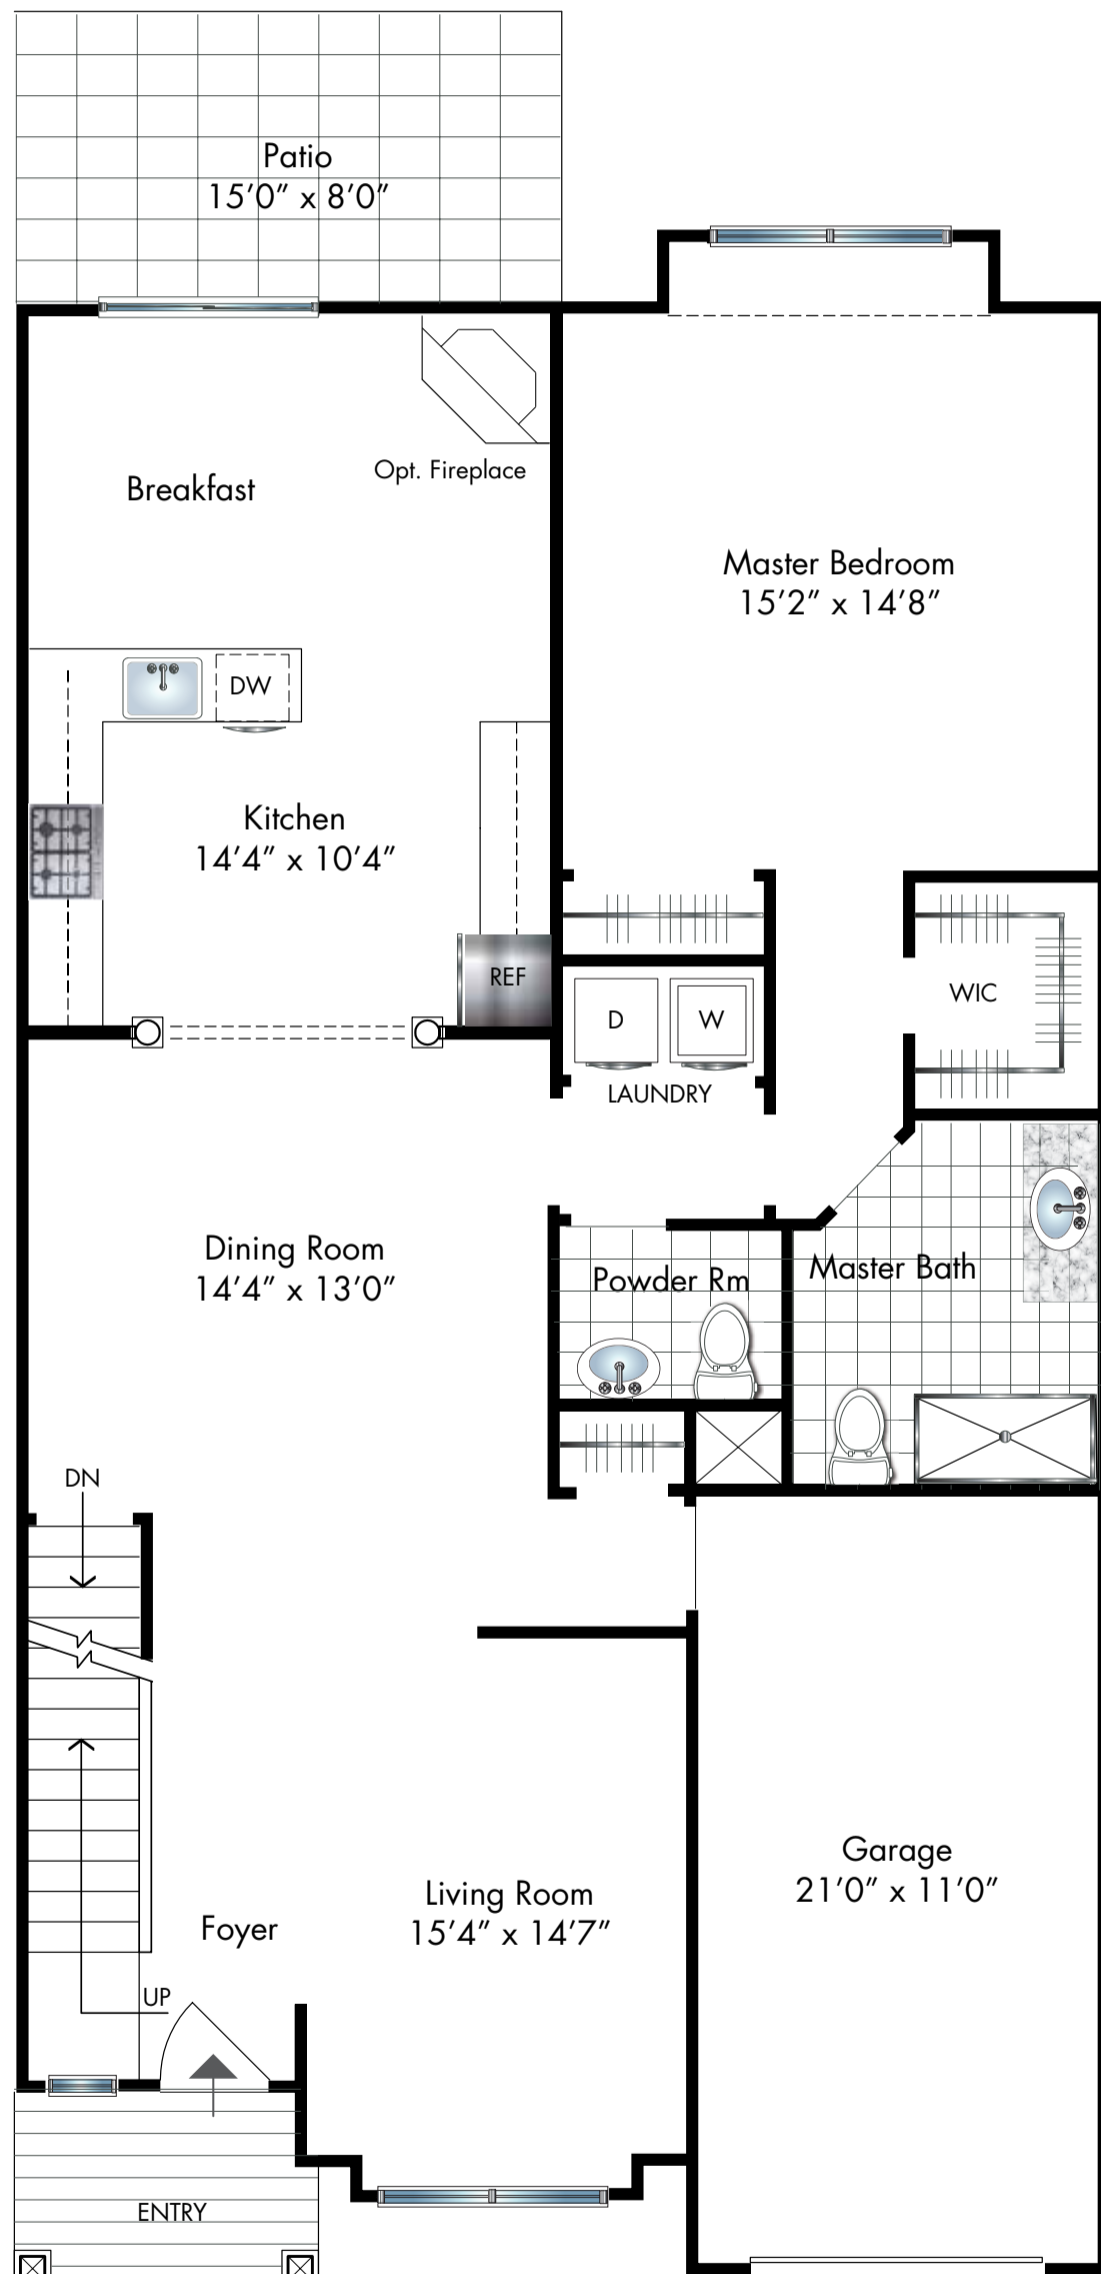 Patio
15’0” x 8’0”
Opt. Fireplace
Breakfast
Master Bedroom
15’2” x 14’8”
DW
Kitchen
14’4” x 10’4”
REF
WIC
D
W
LAUNDRY
Dining Room
14’4” x 13’0”
Powder Rm
Master Bath
DN
Garage
21’0” x 11’0”
Living Room
15’4” x 14’7”
Foyer
UP
ENTRY